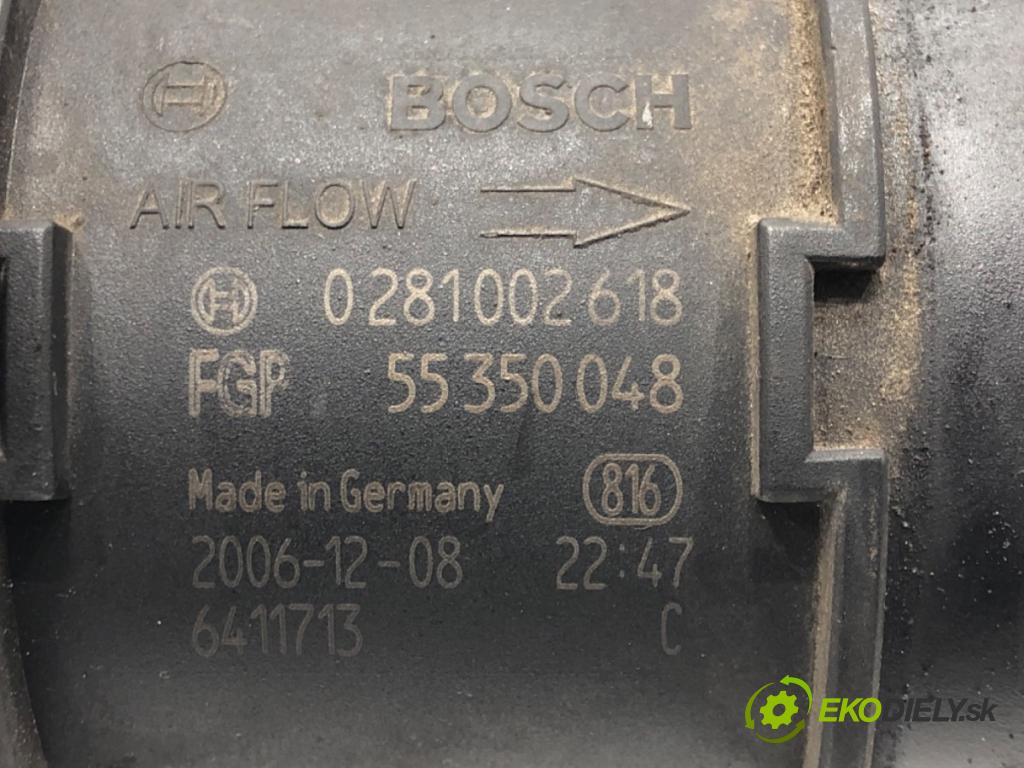 BOSCH
AIR FLOW
0 281 002 618
FGP 55 350 048
Made in Germany 816
2006-12-08 22:47
6411713 C
EKODIELY.sk